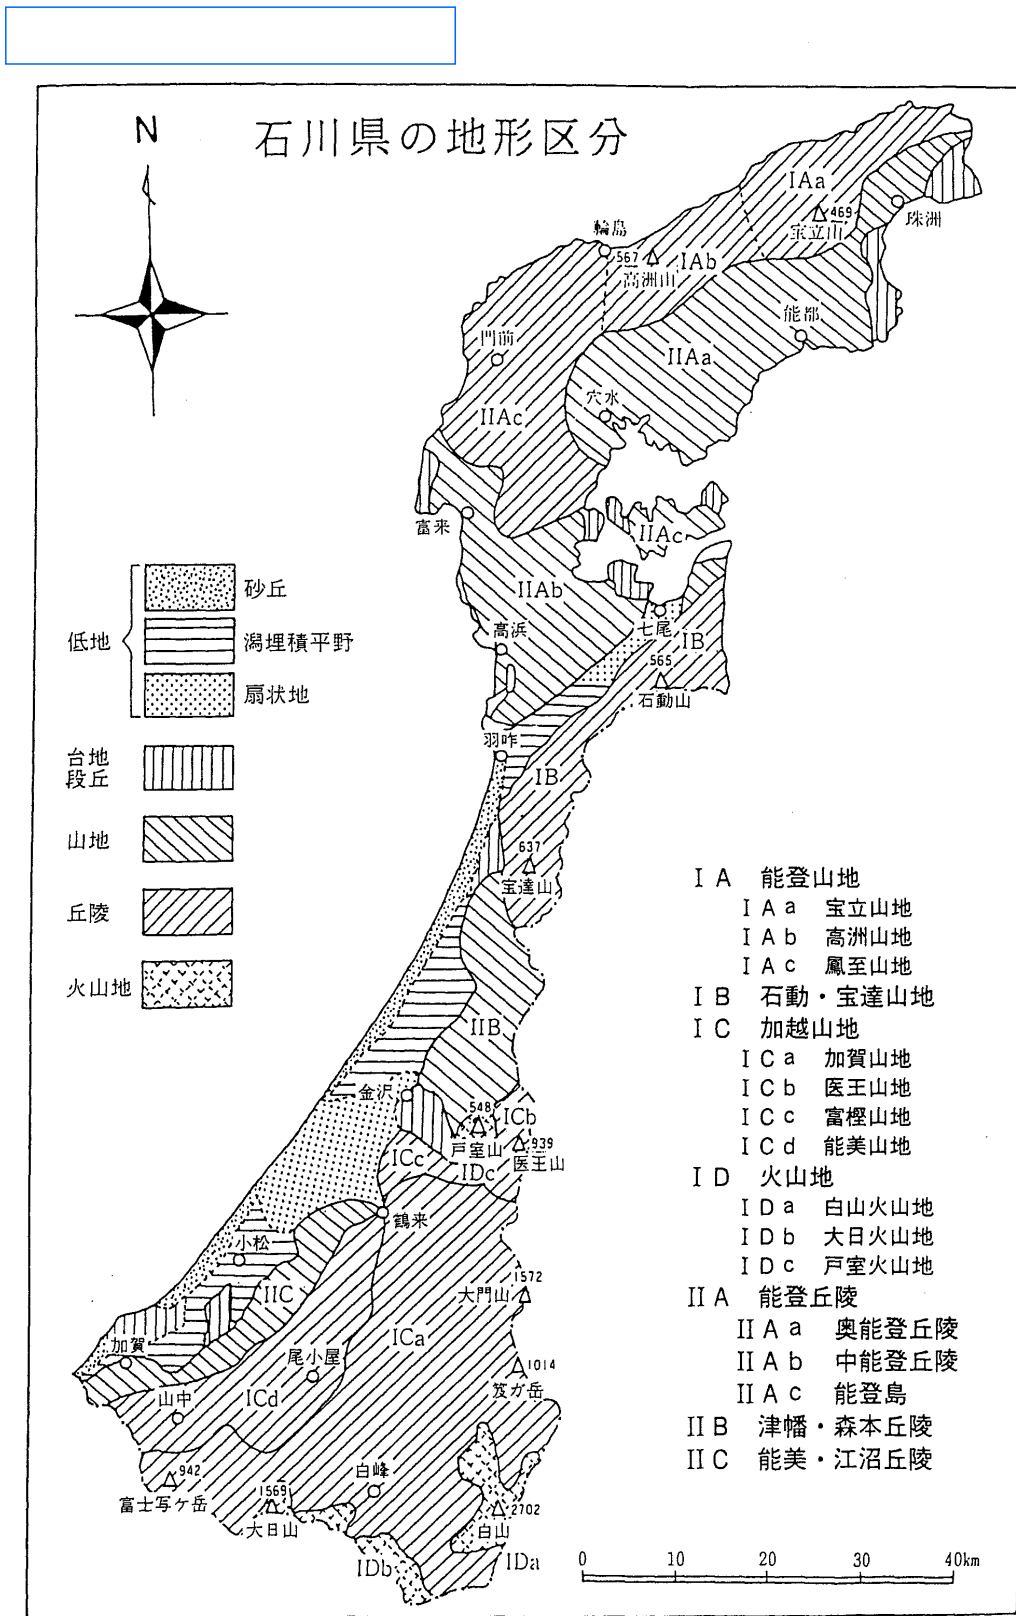 N
石川県の地形区分
IAa
469
宝立山
珠洲
輪島
567
高洲山
IAb
能都
門前
IIAa
穴水
IIAc
富来
IIAc
IIAb
七尾
高浜
IB
565
石動山
羽咋
IB
637
宝達山
低地
砂丘
潟埋積平野
扇状地
台地
段丘
山地
丘陵
火山地
IIB
金沢
548
戸室山
ICb
939
医王山
ICc
IDc
鶴来
小松
IIC
1572
大門山
ICa
加賀
尾小屋
1014
笈ガ岳
山中
ICd
942
富士写ケ岳
1569
大日山
白峰
2702
白山
IDb
IDa
I A 能登山地
I A a 宝立山地
I A b 高洲山地
I A c 鳳至山地
I B 石動・宝達山地
I C 加越山地
I C a 加賀山地
I C b 医王山地
I C c 富樫山地
I C d 能美山地
I D 火山地
I D a 白山火山地
I D b 大日火山地
I D c 戸室火山地
II A 能登丘陵
II A a 奥能登丘陵
II A b 中能登丘陵
II A c 能登島
II B 津幡・森本丘陵
II C 能美・江沼丘陵
0 10 20 30 40km